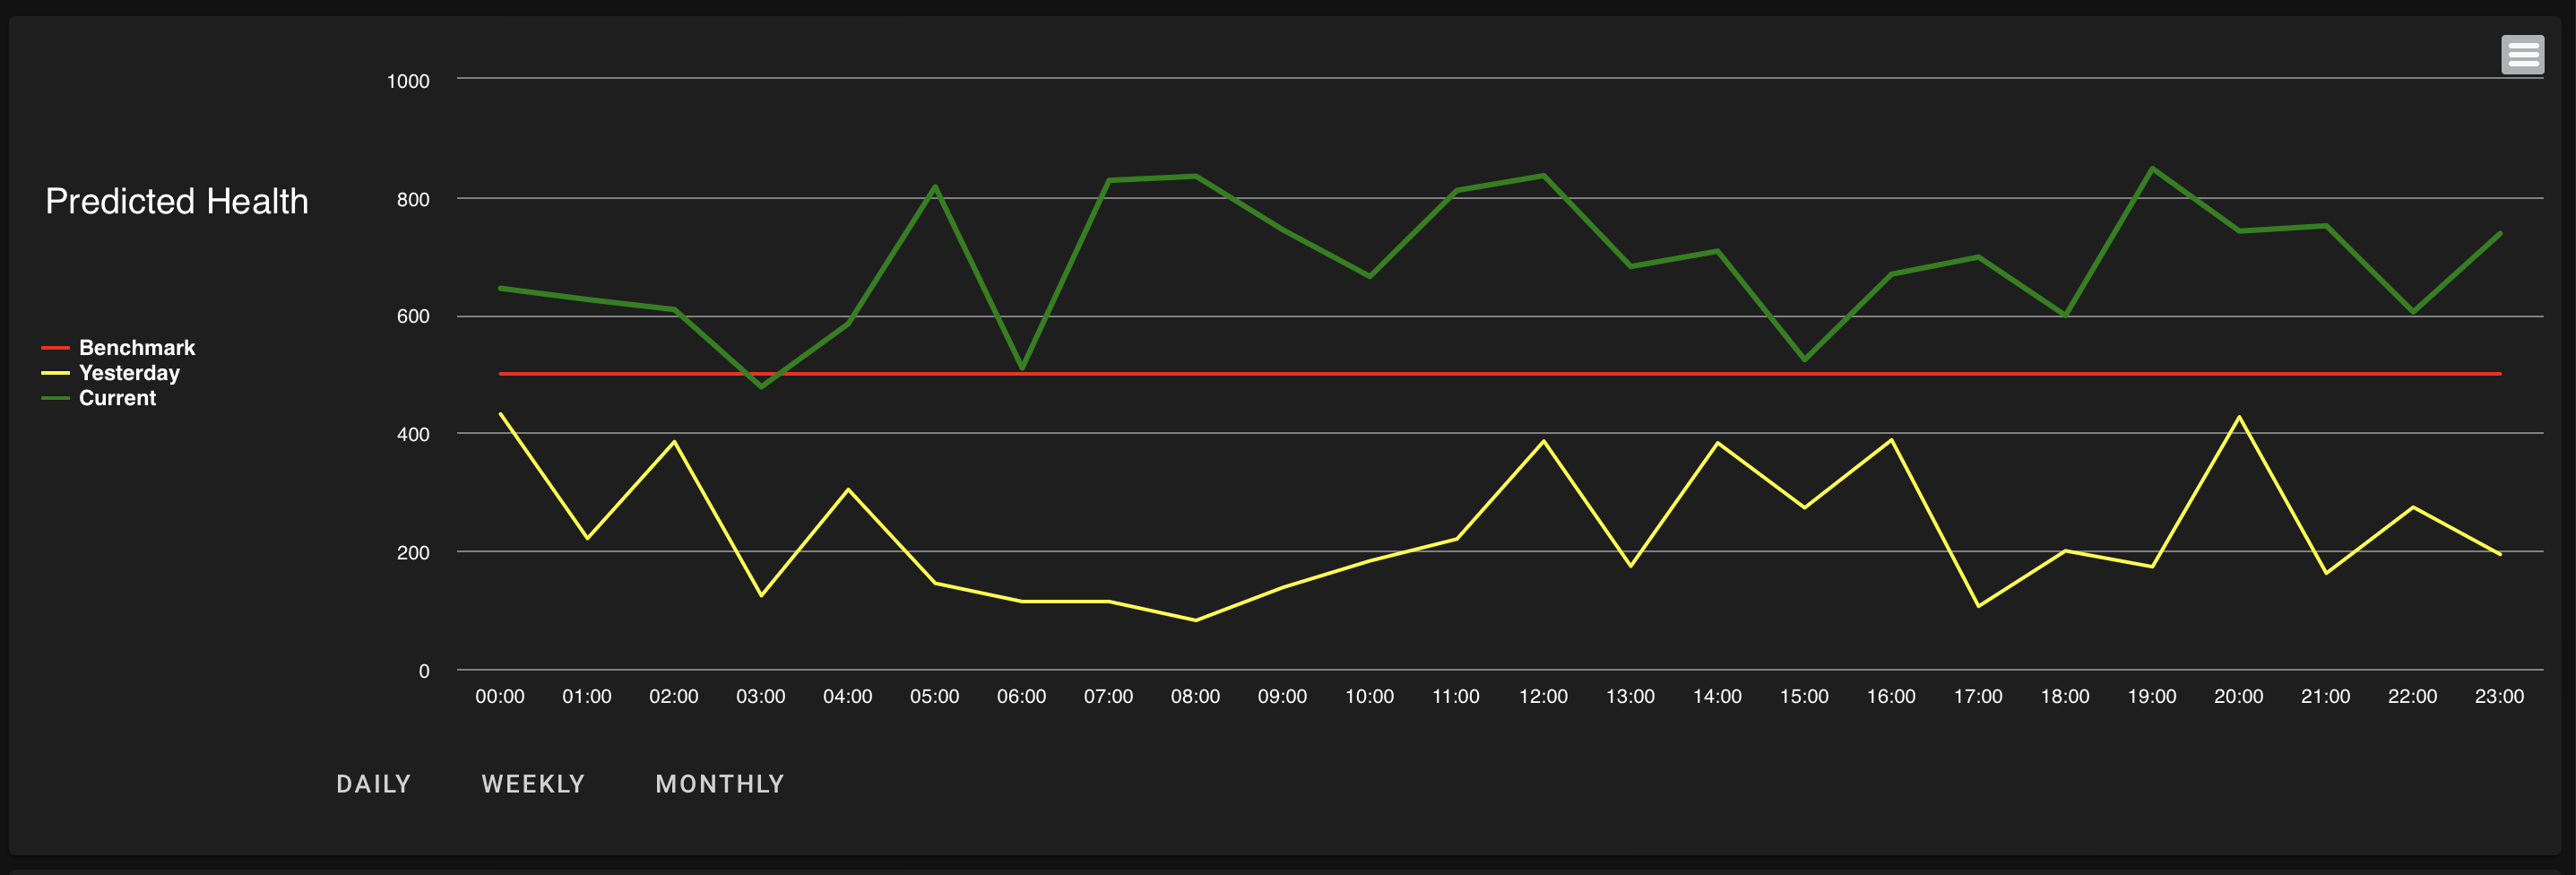 Predicted Health
Benchmark
Yesterday
Current
1000
800
600
400
200
0
00:00 01:00 02:00 03:00 04:00 05:00 06:00 07:00 08:00 09:00 10:00 11:00 12:00 13:00 14:00 15:00 16:00 17:00 18:00 19:00 20:00 21:00 22:00 23:00
DAILY WEEKLY MONTHLY